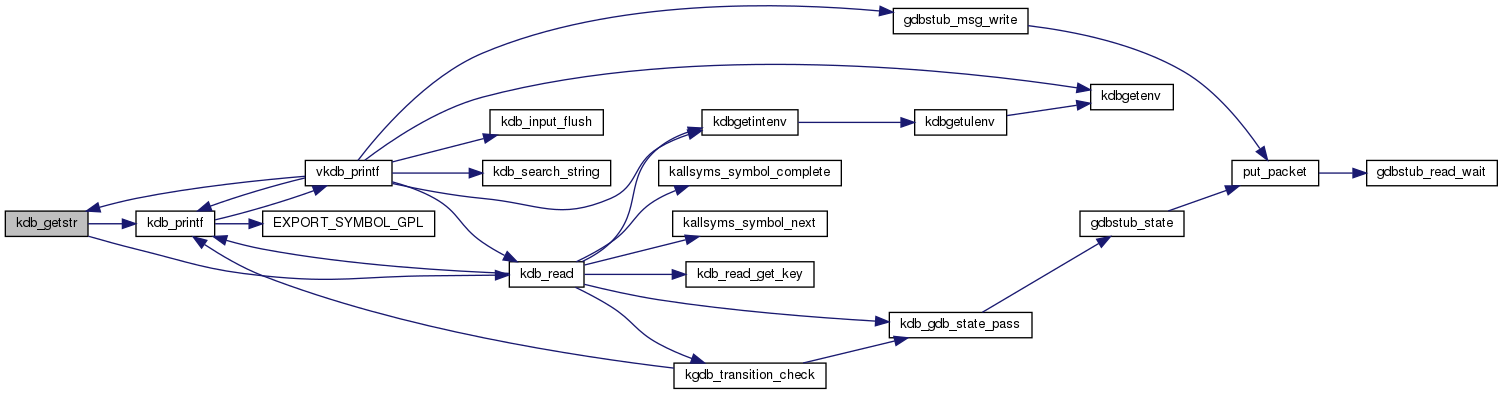 gdbstub_msg_write
kdbgetenv
kdb_input_flush
kdbgetintenv
kdbgetulenv
vkdb_printf
kdb_search_string
kallsyms_symbol_complete
put_packet
gdbstub_read_wait
kdb_getstr
kdb_printf
EXPORT_SYMBOL_GPL
kallsyms_symbol_next
gdbstub_state
kdb_read
kdb_read_get_key
kdb_gdb_state_pass
kgdb_transition_check